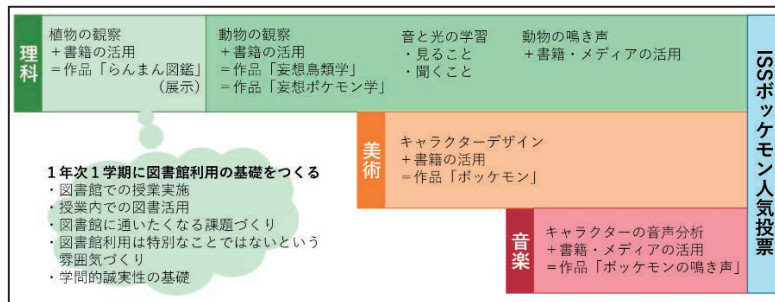 理科
植物の観察
+書籍の活用
=作品「らんまん図鑑」
(展示)
動物の観察
+書籍の活用
=作品「妄想鳥類学」
=作品「妄想ポケモン学」
音と光の学習
・見ること
・聞くこと
動物の鳴き声
+書籍・メディアの活用
1年次1学期に図書館利用の基礎をつくる
・図書館での授業実施
・授業内での図書活用
・図書館に通いたくなる課題づくり
・図書館利用は特別なことではないという
雰囲気づくり
・学問的誠実性の基礎
美術
キャラクターデザイン
+書籍の活用
=作品「ボッケモン」
音楽
キャラクターの音声分析
+書籍・メディアの活用
=作品「ボッケモンの鳴き声」
ISSボッケモン人気投票